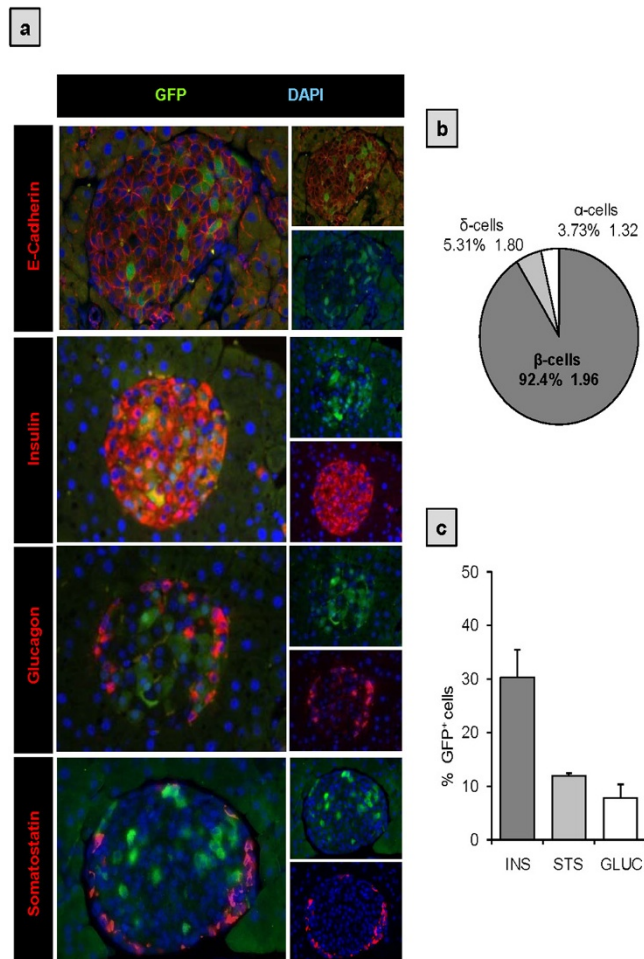 a
GFP DAPI
E-Cadherin
Insulin
Glucagon
Somatostatin
b
δ-cells
5.31% 1.80
α-cells
3.73% 1.32
β-cells
92.4% 1.96
c
% GFP⁺ cells
50
40
30
20
10
0
INS STS GLUC